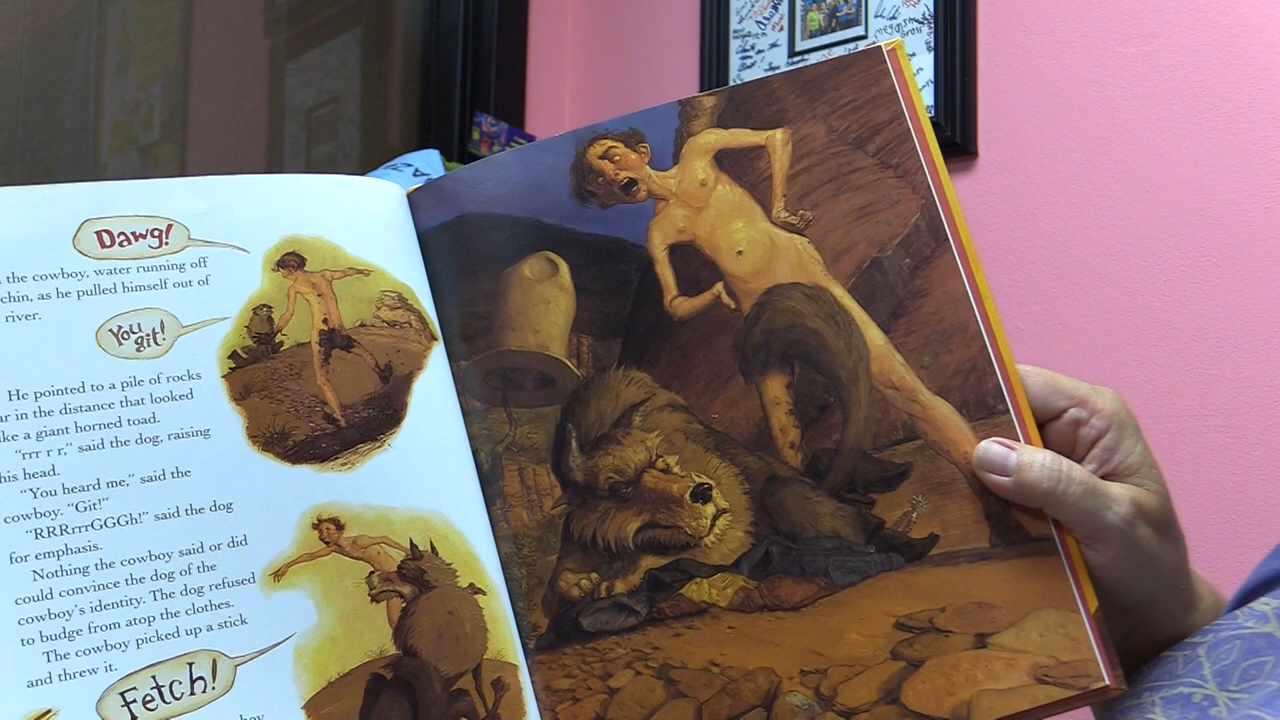 Dawg!
the cowboy, water running off
chin, as he pulled himself out of
river.
You git!
He pointed to a pile of rocks
in the distance that looked
a giant horned toad.
"rrr r r," said the dog, raising
his head.
"You heard me," said the
cowboy. "Git!"
"RRRrrrGGGh!" said the dog
for emphasis.
Nothing the cowboy said or did
could convince the dog of the
cowboy's identity. The dog refused
to budge from atop the clothes.
The cowboy picked up a stick
and threw it.
Fetch!